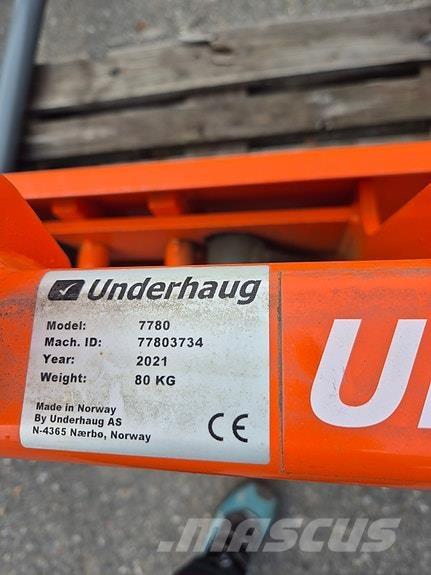 Underhaug
Model: 7780
Mach. ID: 77803734
Year: 2021
Weight: 80 KG
Made in Norway
By Underhaug AS
N-4365 Nærbø, Norway
CE
U
MASCUS